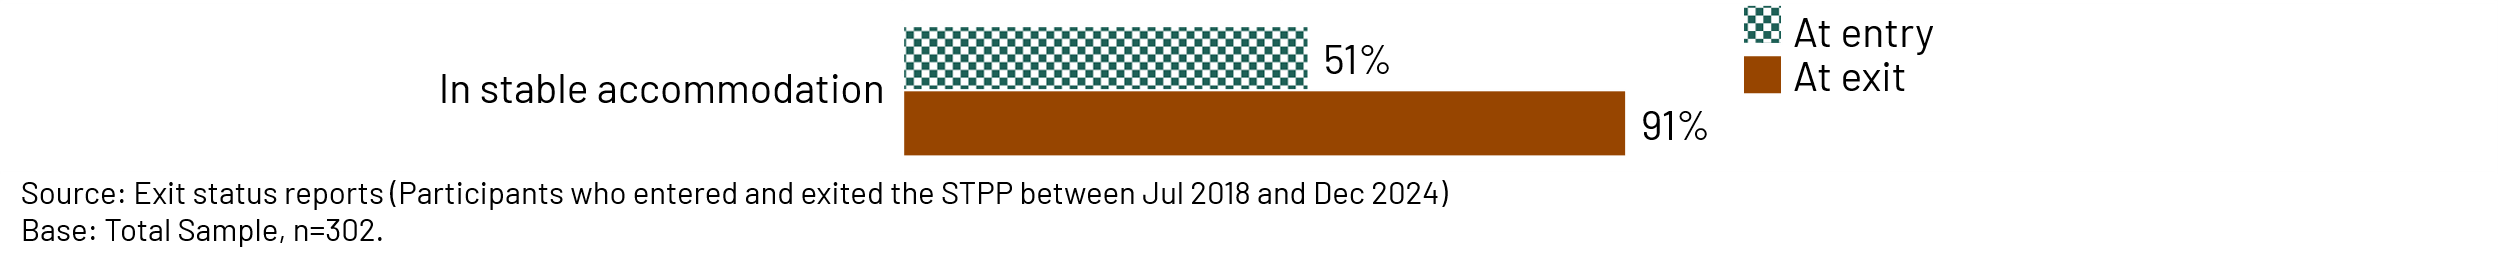 At entry
51%
At exit
In stable accommodation
91%
Source: Exit status reports (Participants who entered and exited the STPP between Jul 2018 and Dec 2024)
Base: Total Sample, n=302.